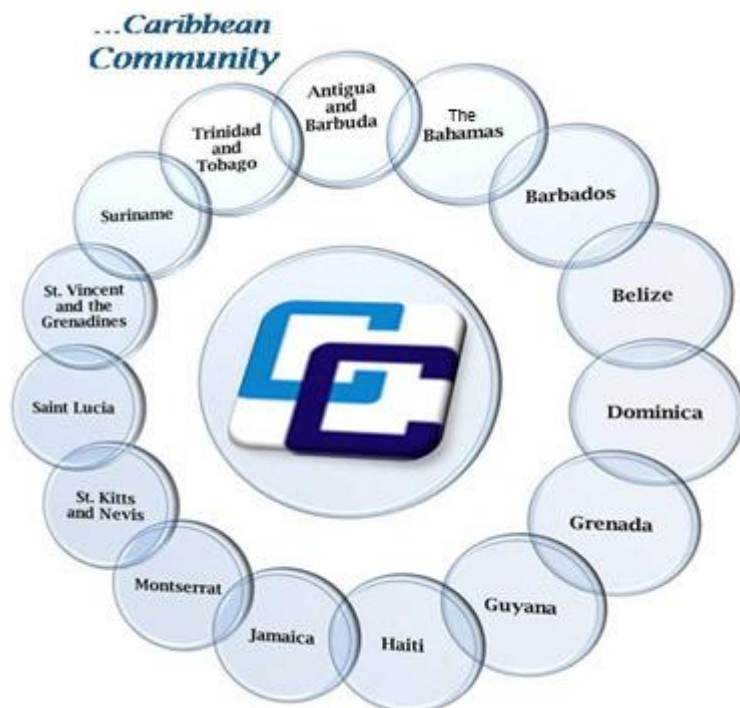 ...Caribbean
Community
Antigua
and
Barbuda
The
Bahamas
Barbados
Belize
Dominica
Grenada
Guyana
Haiti
Jamaica
Montserrat
St. Kitts
and Nevis
Saint Lucia
St. Vincent
and the
Grenadines
Suriname
Trinidad
and
Tobago
CC